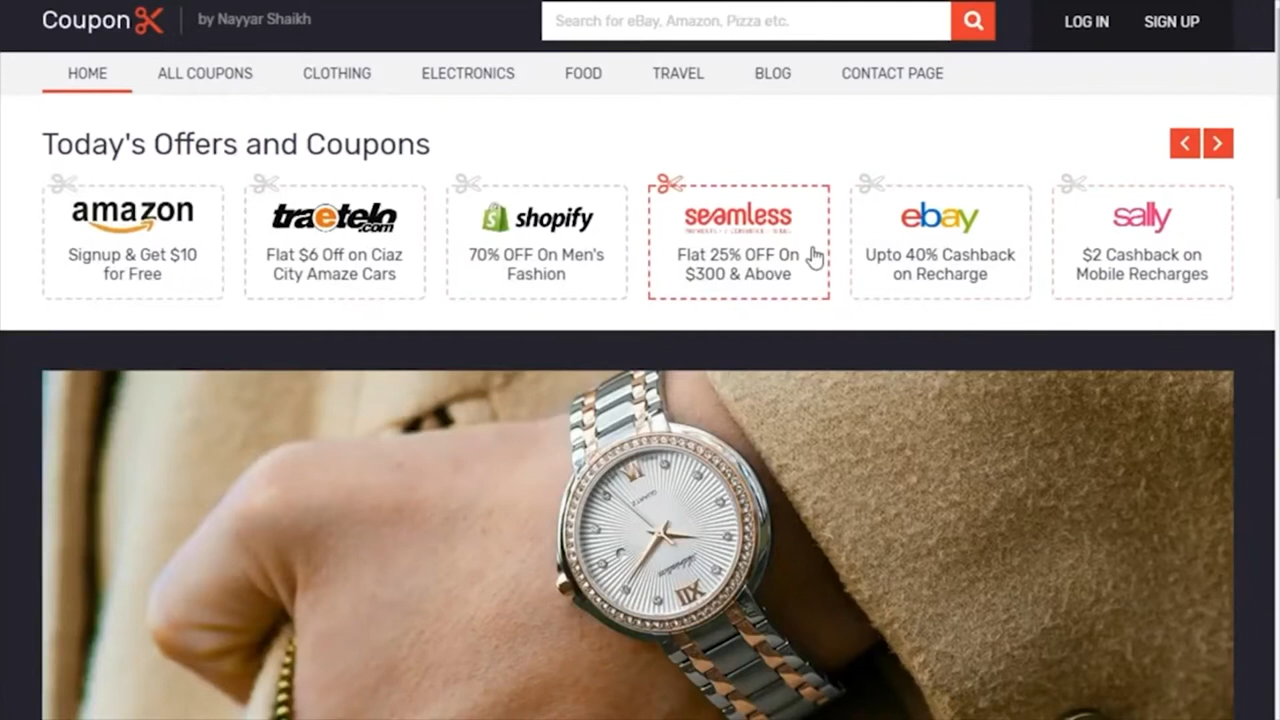 Coupon
by Nayyar Shaikh
Search for eBay, Amazon, Pizza etc.
LOG IN
SIGN UP
HOME
ALL COUPONS
CLOTHING
ELECTRONICS
FOOD
TRAVEL
BLOG
CONTACT PAGE
Today's Offers and Coupons
amazon
Signup & Get $10
for Free
traetelo
.com
Flat $6 Off on Ciaz
City Amaze Cars
shopify
70% OFF On Men's
Fashion
seamless
Flat 25% OFF On
$300 & Above
ebay
Upto 40% Cashback
on Recharge
sally
$2 Cashback on
Mobile Recharges
QUARTZ
XII